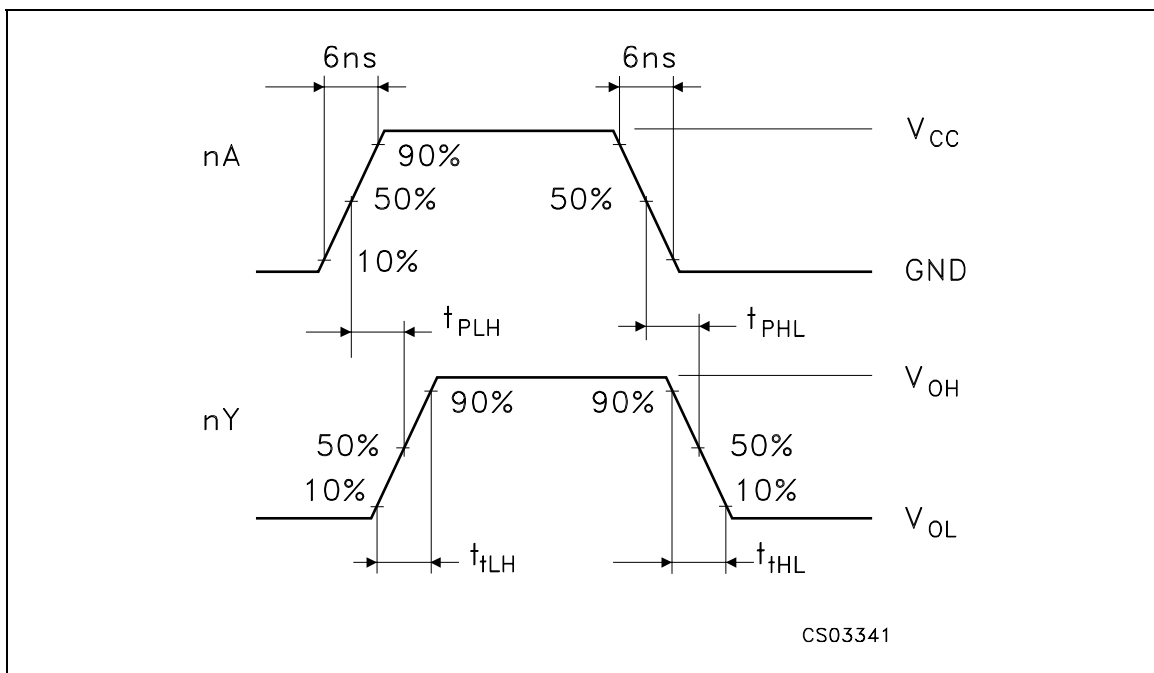 6ns 6ns
V_CC
nA
90%
50% 50%
10%
GND
t_PLH t_PHL
V_OH
90% 90%
nY
50% 50%
10% 10%
V_OL
t_tLH t_tHL
CS03341